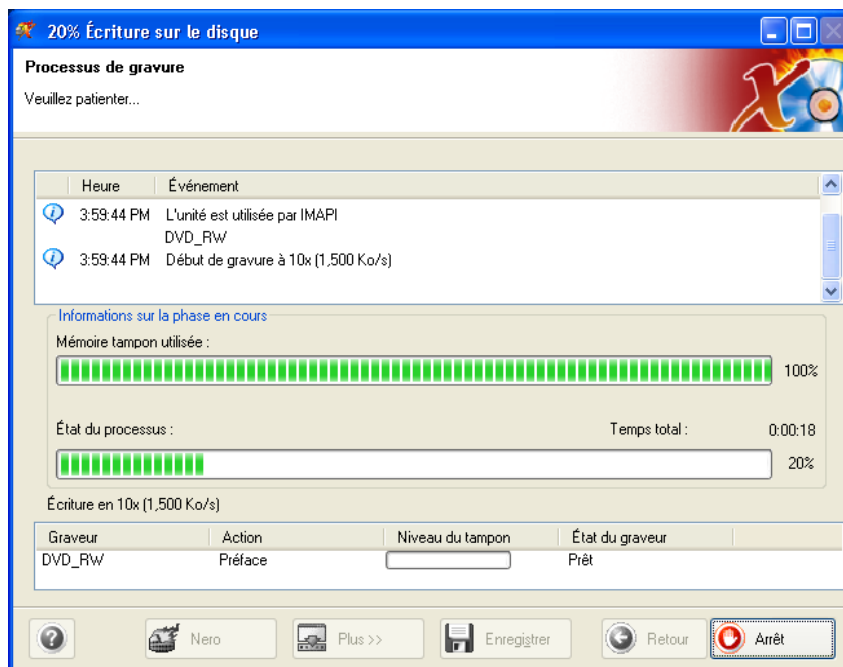 20% Écriture sur le disque
Processus de gravure
Veuillez patienter...
Heure Événement
3:59:44 PM L'unité est utilisée par IMAPI
DVD_RW
3:59:44 PM Début de gravure à 10x (1,500 Ko/s)
Informations sur la phase en cours
Mémoire tampon utilisée :
100%
État du processus : Temps total : 0:00:18
20%
Écriture en 10x (1,500 Ko/s)
Graveur Action Niveau du tampon État du graveur
DVD_RW Préface Prêt
Nero Plus >> Enregistrer Retour Arrêt